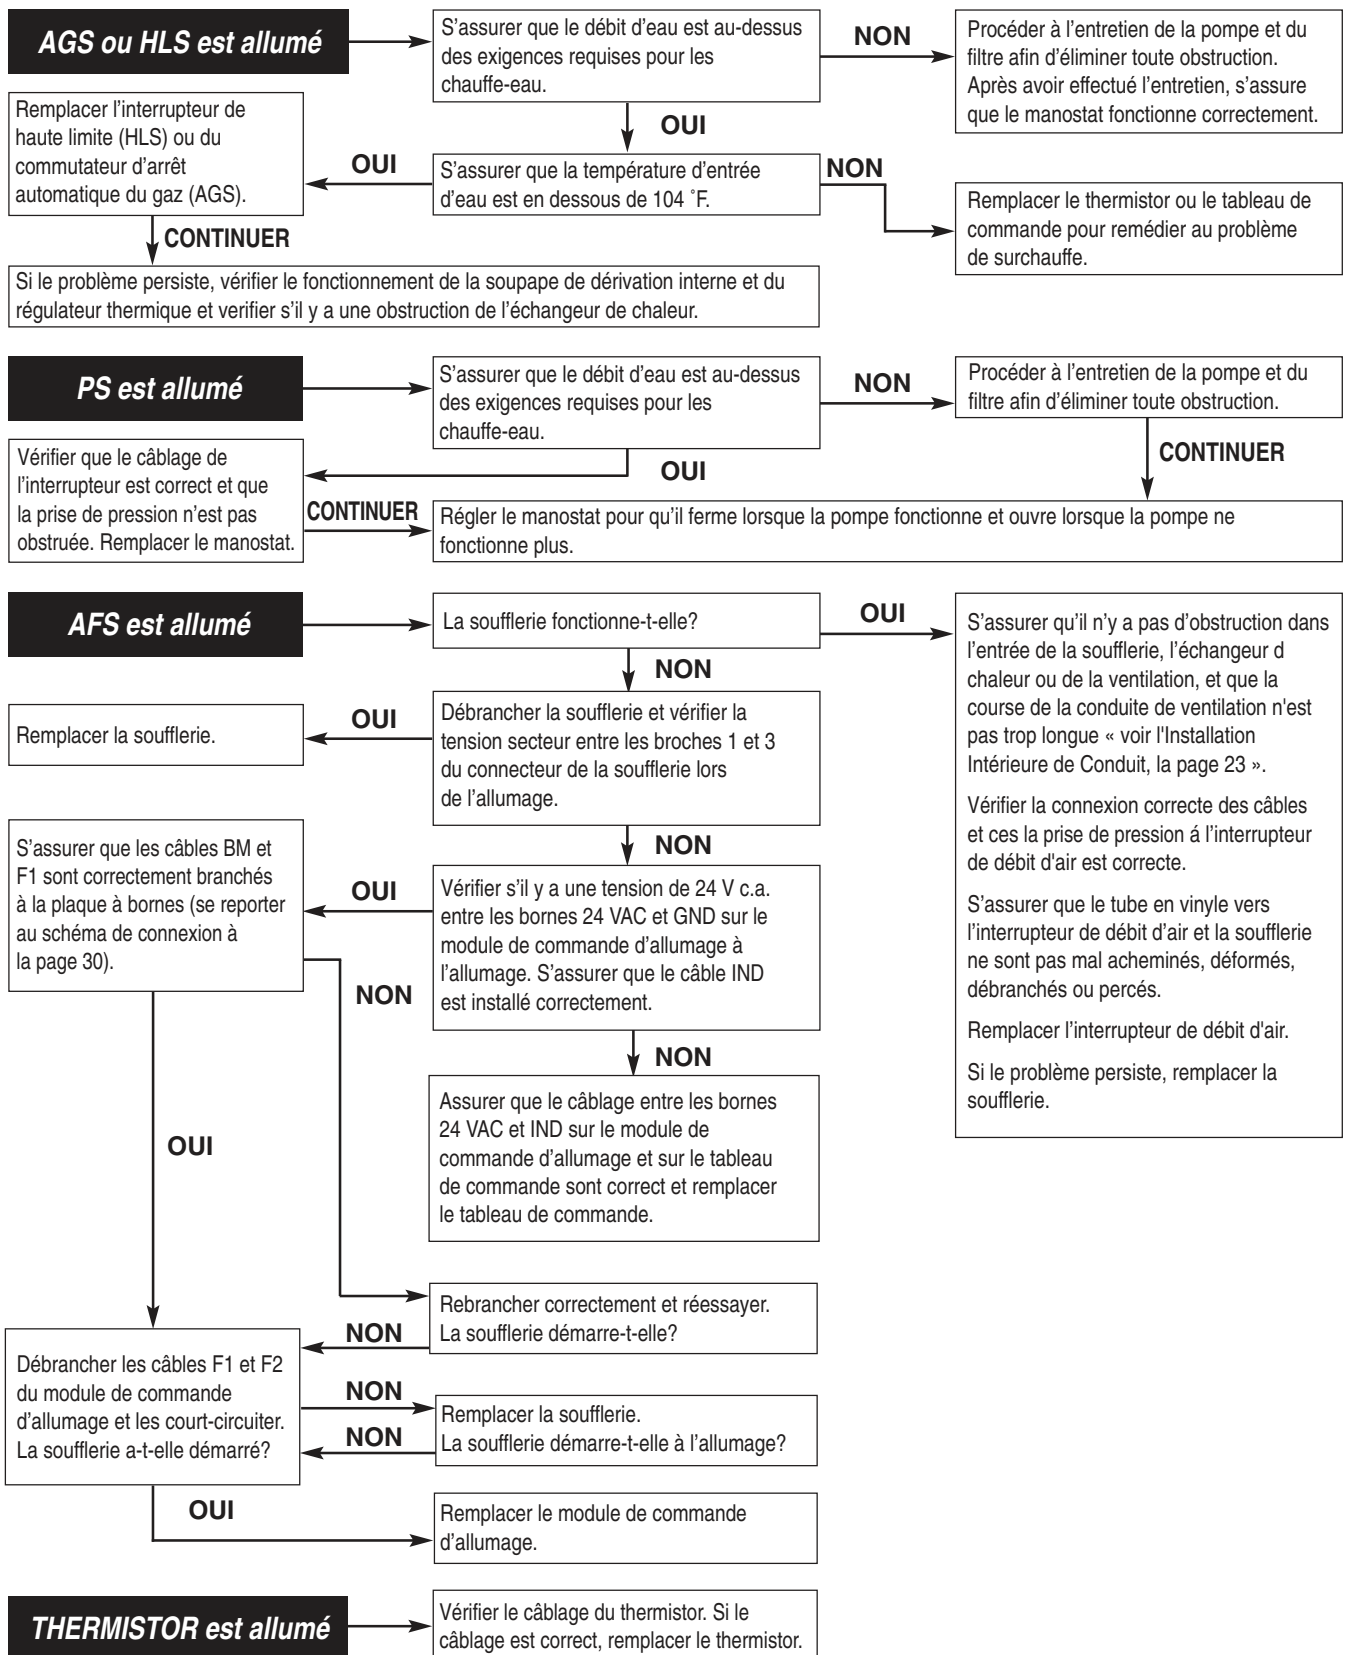 AGS ou HLS est allumé
S'assurer que le débit d'eau est au-dessus
des exigences requises pour les
chauffe-eau.
NON
Procéder à l'entretien de la pompe et du
filtre afin d'éliminer toute obstruction.
Après avoir effectué l'entretien, s'assure
que le manostat fonctionne correctement.
OUI
Remplacer l'interrupteur de
haute limite (HLS) ou du
commutateur d'arrêt
automatique du gaz (AGS).
OUI
S'assurer que la température d'entrée
d'eau est en dessous de 104 ˚F.
NON
Remplacer le thermistor ou le tableau de
commande pour remédier au problème
de surchauffe.
CONTINUER
Si le problème persiste, vérifier le fonctionnement de la soupape de dérivation interne et du
régulateur thermique et verifier s'il y a une obstruction de l'échangeur de chaleur.
PS est allumé
S'assurer que le débit d'eau est au-dessus
des exigences requises pour les
chauffe-eau.
NON
Procéder à l'entretien de la pompe et du
filtre afin d'éliminer toute obstruction.
OUI
CONTINUER
Vérifier que le câblage de
l'interrupteur est correct et que
la prise de pression n'est pas
obstruée. Remplacer le manostat.
CONTINUER
Régler le manostat pour qu'il ferme lorsque la pompe fonctionne et ouvre lorsque la pompe ne
fonctionne plus.
AFS est allumé
La soufflerie fonctionne-t-elle?
OUI
S'assurer qu'il n'y a pas d'obstruction dans
l'entrée de la soufflerie, l'échangeur d
chaleur ou de la ventilation, et que la
course de la conduite de ventilation n'est
pas trop longue « voir l'Installation
Intérieure de Conduit, la page 23 ».
Vérifier la connexion correcte des câbles
et ces la prise de pression á l'interrupteur
de débit d'air est correcte.
S'assurer que le tube en vinyle vers
l'interrupteur de débit d'air et la soufflerie
ne sont pas mal acheminés, déformés,
débranchés ou percés.
Remplacer l'interrupteur de débit d'air.
Si le problème persiste, remplacer la
soufflerie.
NON
Remplacer la soufflerie.
OUI
Débrancher la soufflerie et vérifier la
tension secteur entre les broches 1 et 3
du connecteur de la soufflerie lors
de l'allumage.
NON
S'assurer que les câbles BM et
F1 sont correctement branchés
à la plaque à bornes (se reporter
au schéma de connexion à
la page 30).
OUI
Vérifier s'il y a une tension de 24 V c.a.
entre les bornes 24 VAC et GND sur le
module de commande d'allumage à
l'allumage. S'assurer que le câble IND
est installé correctement.
NON
NON
Assurer que le câblage entre les bornes
24 VAC et IND sur le module de
commande d'allumage et sur le tableau
de commande sont correct et remplacer
le tableau de commande.
OUI
Rebrancher correctement et réessayer.
La soufflerie démarre-t-elle?
NON
Débrancher les câbles F1 et F2
du module de commande
d'allumage et les court-circuiter.
La soufflerie a-t-elle démarré?
NON
NON
Remplacer la soufflerie.
La soufflerie démarre-t-elle à l'allumage?
OUI
Remplacer le module de commande
d'allumage.
THERMISTOR est allumé
Vérifier le câblage du thermistor. Si le
câblage est correct, remplacer le thermistor.